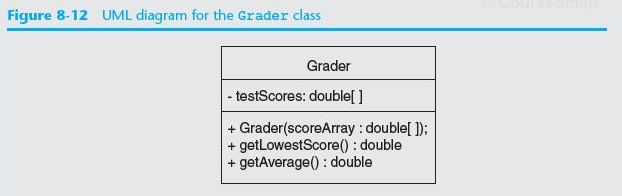 © CourseSmart
Figure 8-12 UML diagram for the Grader class
Grader
- testScores: double[ ]
+ Grader(scoreArray : double[ ]);
+ getLowestScore() : double
+ getAverage() : double